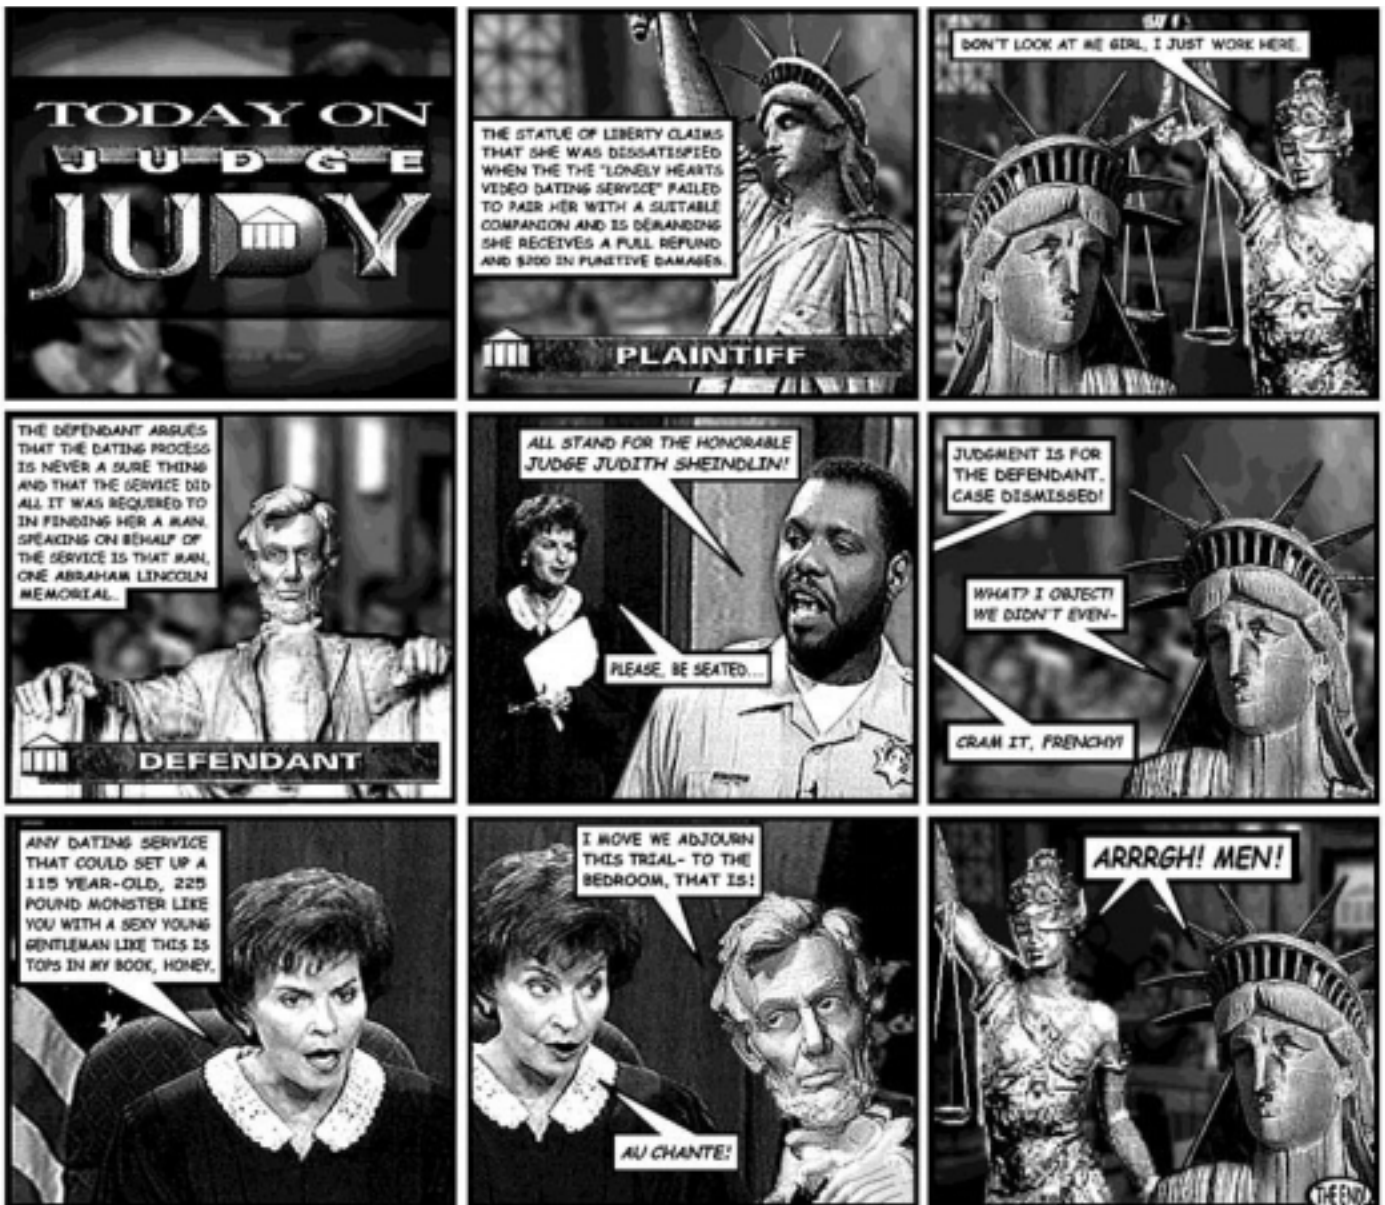 TODAY ON
JUDGE
JUDY
THE STATUE OF LIBERTY CLAIMS
THAT SHE WAS DISSATISFIED
WHEN THE THE "LONELY HEARTS
VIDEO DATING SERVICE" FAILED
TO PAIR HER WITH A SUITABLE
COMPANION AND IS DEMANDING
SHE RECEIVES A FULL REFUND
AND $200 IN PUNITIVE DAMAGES.
PLAINTIFF
DON'T LOOK AT ME GIRL, I JUST WORK HERE.
THE DEFENDANT ARGUES
THAT THE DATING PROCESS
IS NEVER A SURE THING
AND THAT THE SERVICE DID
ALL IT WAS REQUIRED TO
IN FINDING HER A MAN.
SPEAKING ON BEHALF OF
THE SERVICE IS THAT MAN,
ONE ABRAHAM LINCOLN
MEMORIAL.
DEFENDANT
ALL STAND FOR THE HONORABLE
JUDGE JUDITH SHEINDLIN!
PLEASE, BE SEATED...
JUDGMENT IS FOR
THE DEFENDANT.
CASE DISMISSED!
WHAT? I OBJECT!
WE DIDN'T EVEN-
CRAM IT, FRENCHY!
ANY DATING SERVICE
THAT COULD SET UP A
115 YEAR-OLD, 225
POUND MONSTER LIKE
YOU WITH A SEXY YOUNG
GENTLEMAN LIKE THIS IS
TOPS IN MY BOOK, HONEY.
I MOVE WE ADJOURN
THIS TRIAL- TO THE
BEDROOM, THAT IS!
AU CHANTE!
ARRRGH! MEN!
THE END!